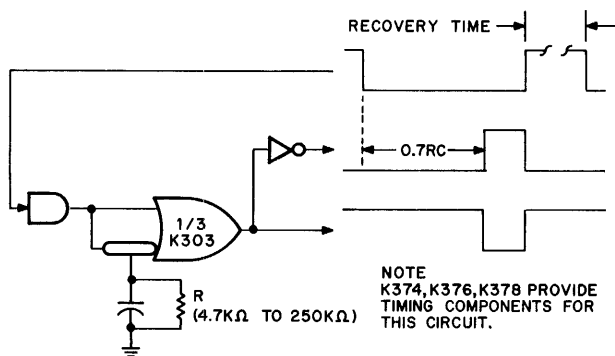 RECOVERY TIME
0.7RC
1/3
K303
R
(4.7KΩ TO 250KΩ)
NOTE
K374,K376,K378 PROVIDE
TIMING COMPONENTS FOR
THIS CIRCUIT.